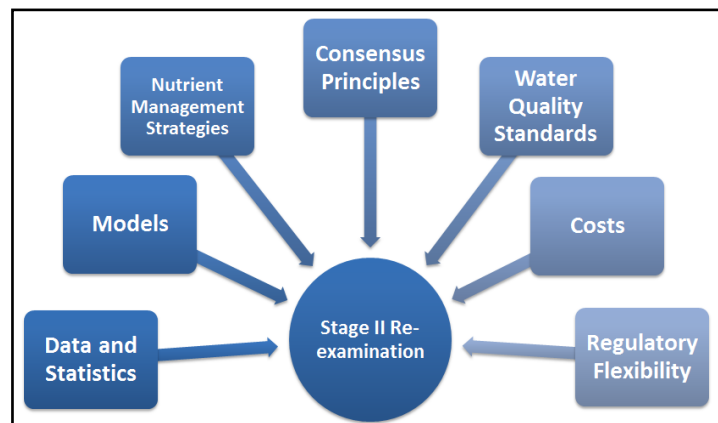 Consensus
Principles
Nutrient
Management
Strategies
Water
Quality
Standards
Models
Costs
Data and
Statistics
Stage II Re-
examination
Regulatory
Flexibility